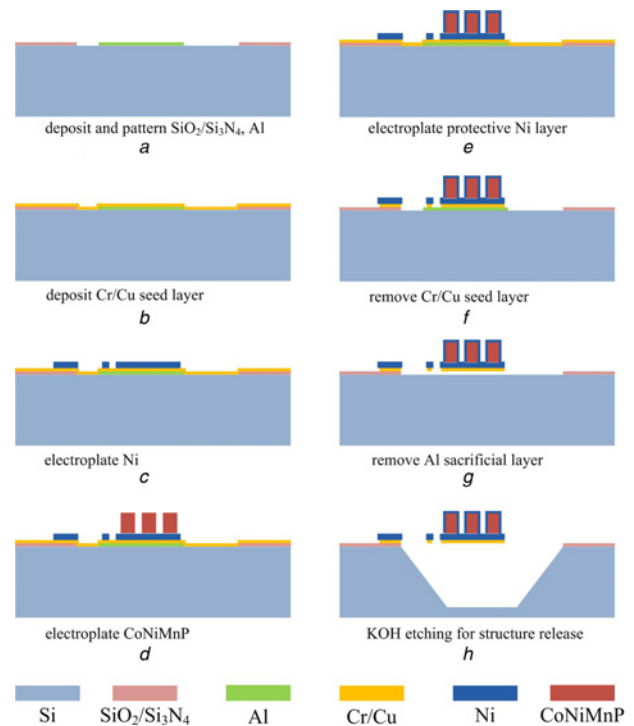 deposit and pattern SiO₂/Si₃N₄, Al
a
deposit Cr/Cu seed layer
b
electroplate Ni
c
electroplate CoNiMnP
d
electroplate protective Ni layer
e
remove Cr/Cu seed layer
f
remove Al sacrificial layer
g
KOH etching for structure release
h
Si
SiO₂/Si₃N₄
Al
Cr/Cu
Ni
CoNiMnP